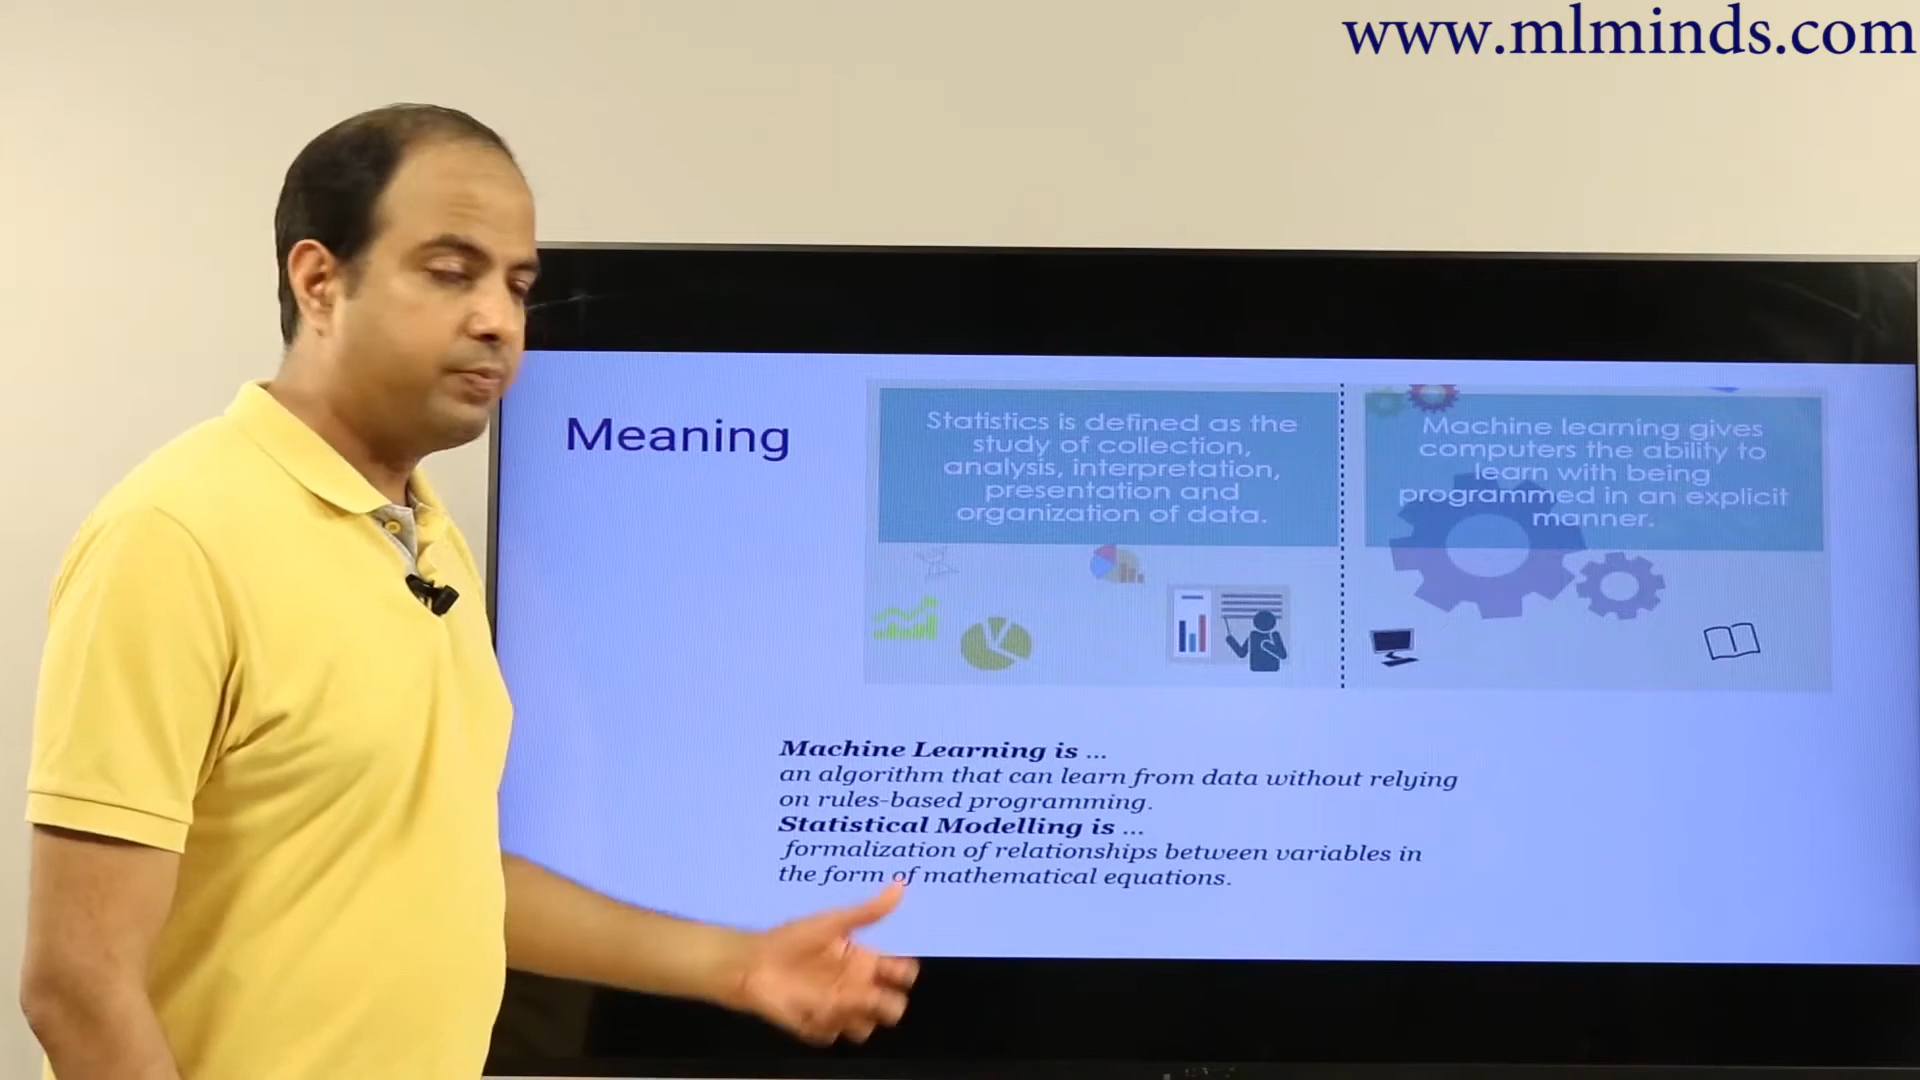 www.mlminds.com
Meaning
Statistics is defined as the
study of collection,
analysis, interpretation,
presentation and
organization of data.
Machine learning gives
computers the ability to
learn with being
programmed in an explicit
manner.
Machine Learning is ...
an algorithm that can learn from data without relying
on rules-based programming.
Statistical Modelling is ...
formalization of relationships between variables in
the form of mathematical equations.